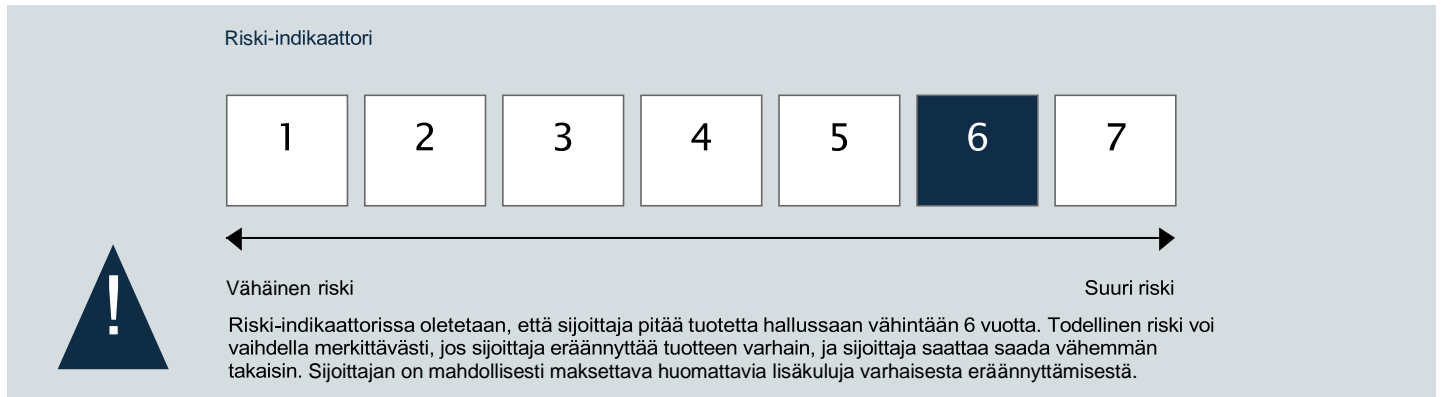 Riski-indikaattori
1 2 3 4 5 6 7
Vähäinen riski Suuri riski
!
Riski-indikaattorissa oletetaan, että sijoittaja pitää tuotetta hallussaan vähintään 6 vuotta. Todellinen riski voi
vaihdella merkittävästi, jos sijoittaja eräännyttää tuotteen varhain, ja sijoittaja saattaa saada vähemmän
takaisin. Sijoittajan on mahdollisesti maksettava huomattavia lisäkuluja varhaisesta eräännyttämisestä.